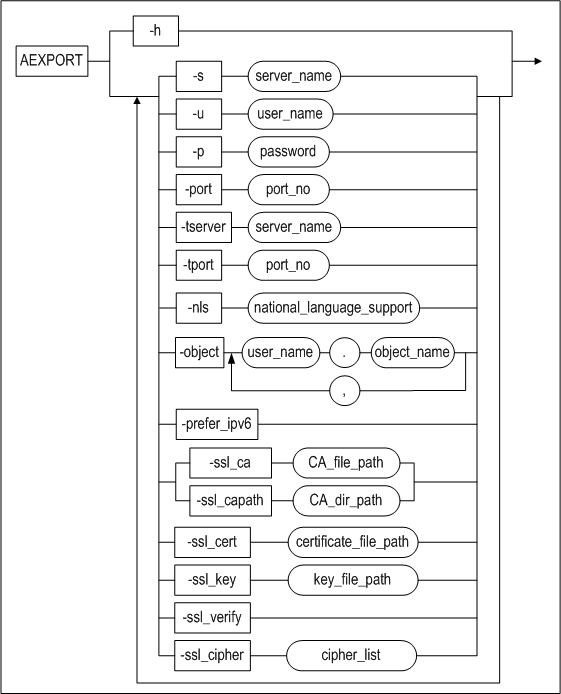 -h
AEXPORT
-s server_name
-u user_name
-p password
-port port_no
-tserver server_name
-tport port_no
-nls national_language_support
-object user_name . object_name
,
-prefer_ipv6
-ssl_ca CA_file_path
-ssl_capath CA_dir_path
-ssl_cert certificate_file_path
-ssl_key key_file_path
-ssl_verify
-ssl_cipher cipher_list